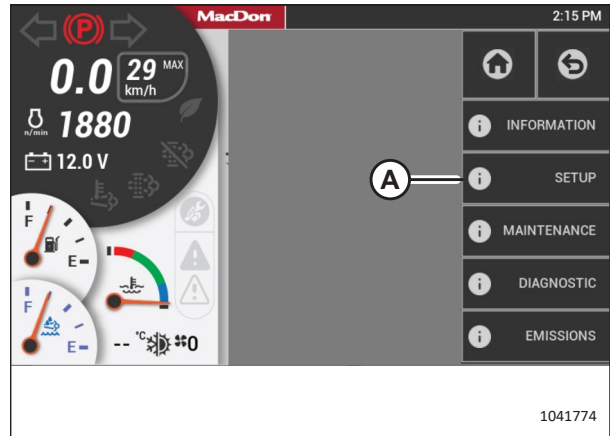 MacDon
2:15 PM
P
0.0
29 MAX
km/h
n/min 1880
12.0 V
F
E
F
E
-- °C 0
INFORMATION
A
SETUP
MAINTENANCE
DIAGNOSTIC
EMISSIONS
1041774